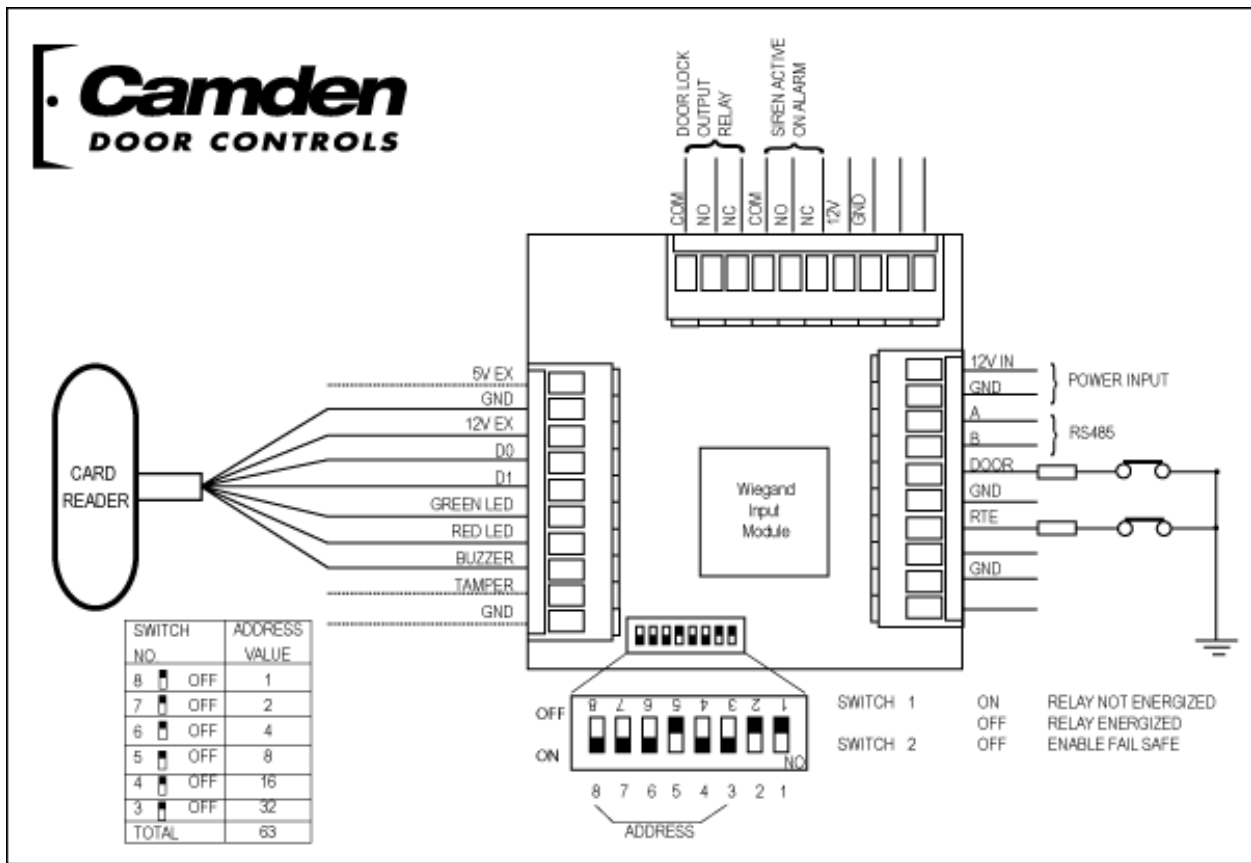 Camden
DOOR CONTROLS
DOOR LOCK
OUTPUT
RELAY
SIREN ACTIVE
ON ALARM
COM
NO
NC
COM
NO
NC
12V
GND
5V EX
GND
12V EX
D0
D1
GREEN LED
RED LED
BUZZER
TAMPER
GND
CARD
READER
Wiegand
Input
Module
12V IN
GND
POWER INPUT
A
B
RS485
DOOR
GND
RTE
GND
SWITCH NO. ADDRESS VALUE
8 OFF 1
7 OFF 2
6 OFF 4
5 OFF 8
4 OFF 16
3 OFF 32
TOTAL 63
OFF
ON
8 7 6 5 4 3 2 1
NO
8 7 6 5 4 3 2 1
ADDRESS
SWITCH 1 ON RELAY NOT ENERGIZED
OFF RELAY ENERGIZED
SWITCH 2 OFF ENABLE FAIL SAFE